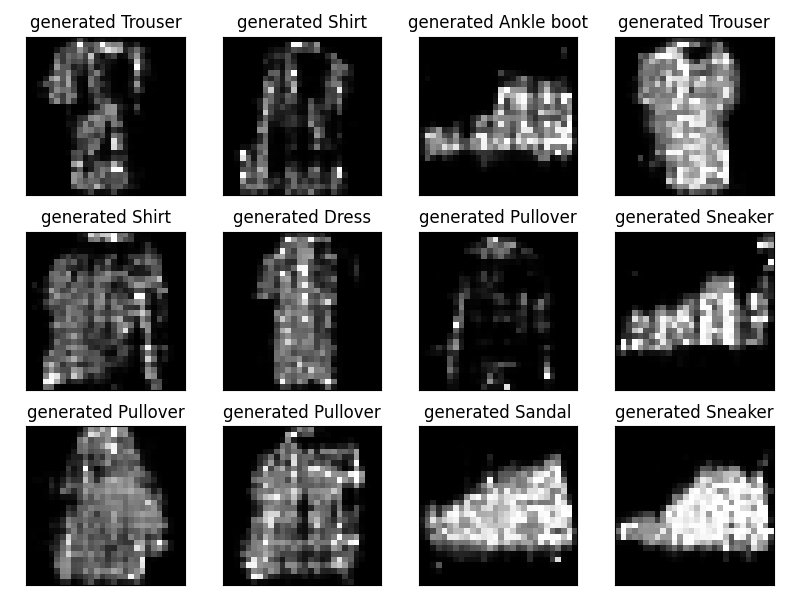 generated Trouser
generated Shirt
generated Ankle boot
generated Trouser
generated Shirt
generated Dress
generated Pullover
generated Sneaker
generated Pullover
generated Pullover
generated Sandal
generated Sneaker